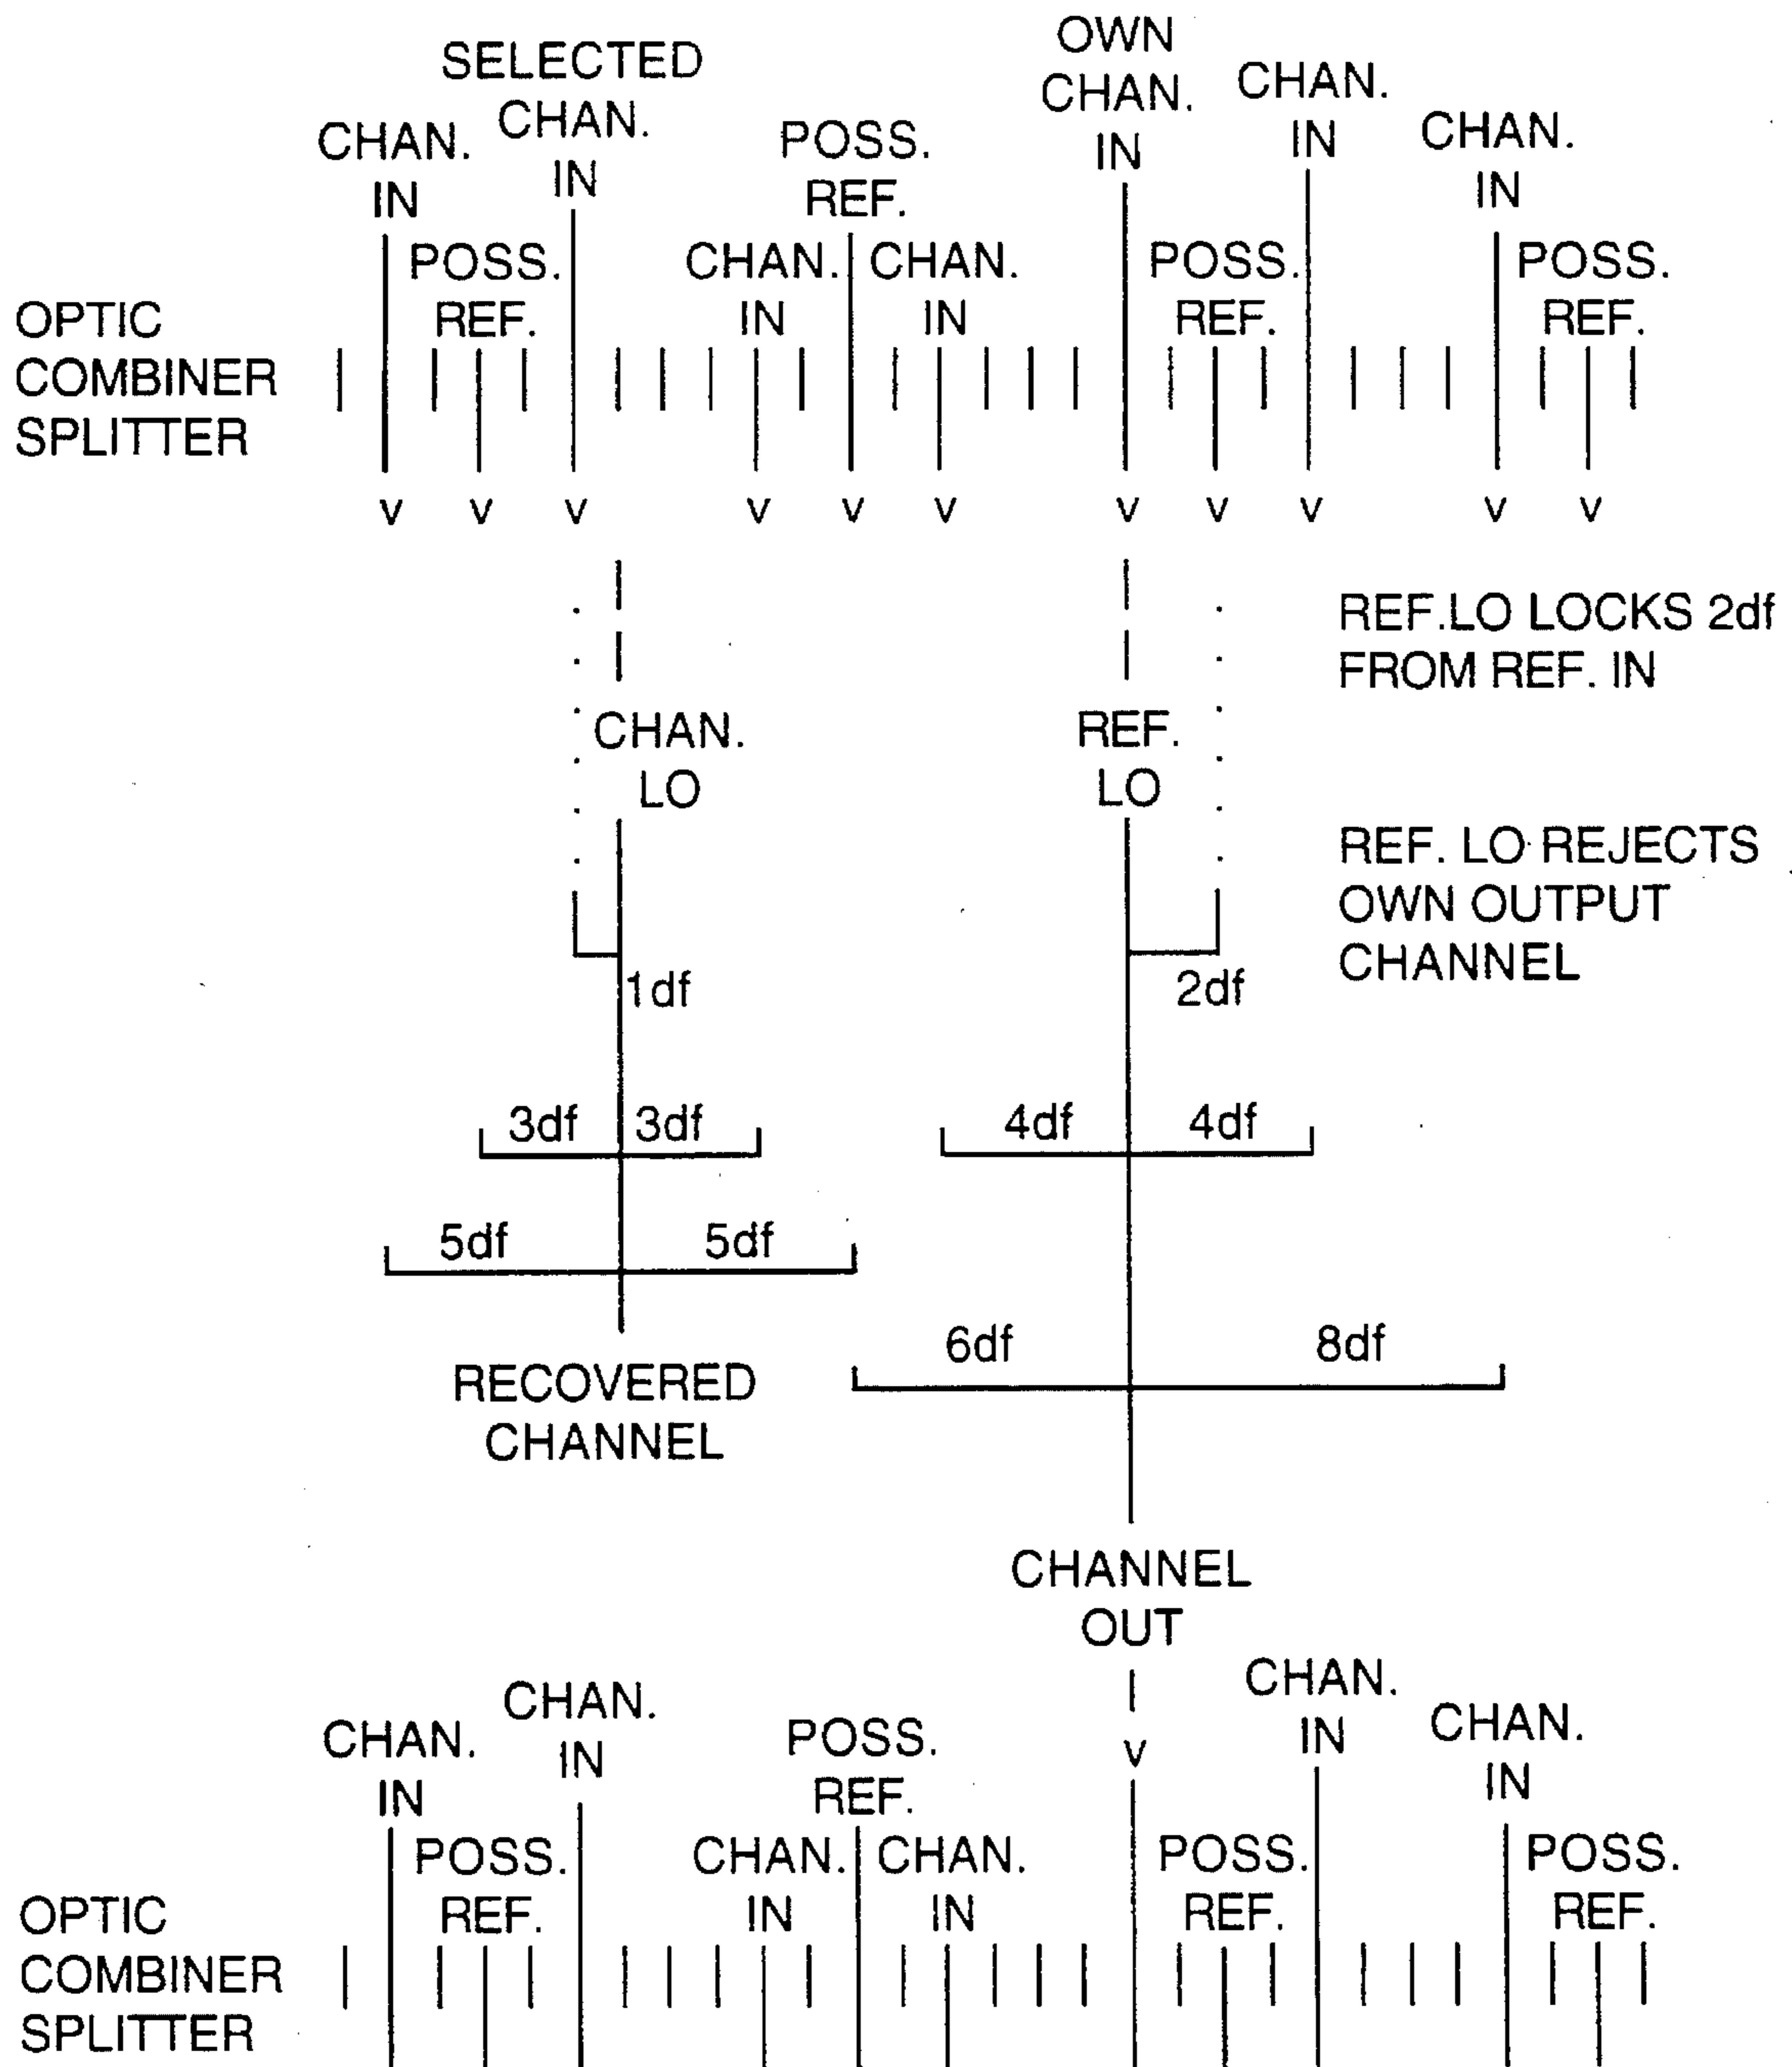 OWN
CHAN.
IN
SELECTED
CHAN.
IN
CHAN.
IN
CHAN.
IN
POSS.
REF.
CHAN.
IN
POSS.
REF.
CHAN.
IN
CHAN.
IN
POSS.
REF.
POSS.
REF.
OPTIC
COMBINER
SPLITTER
v v v v v v v v v v v
REF.LO LOCKS 2df
FROM REF. IN
CHAN.
LO
REF.
LO
REF. LO REJECTS
OWN OUTPUT
CHANNEL
1df
2df
3df 3df
4df 4df
5df 5df
6df 8df
RECOVERED
CHANNEL
CHANNEL
OUT
v
CHAN.
IN
CHAN.
IN
POSS.
REF.
CHAN.
IN
CHAN.
IN
POSS.
REF.
CHAN.
IN
CHAN.
IN
POSS.
REF.
POSS.
REF.
OPTIC
COMBINER
SPLITTER